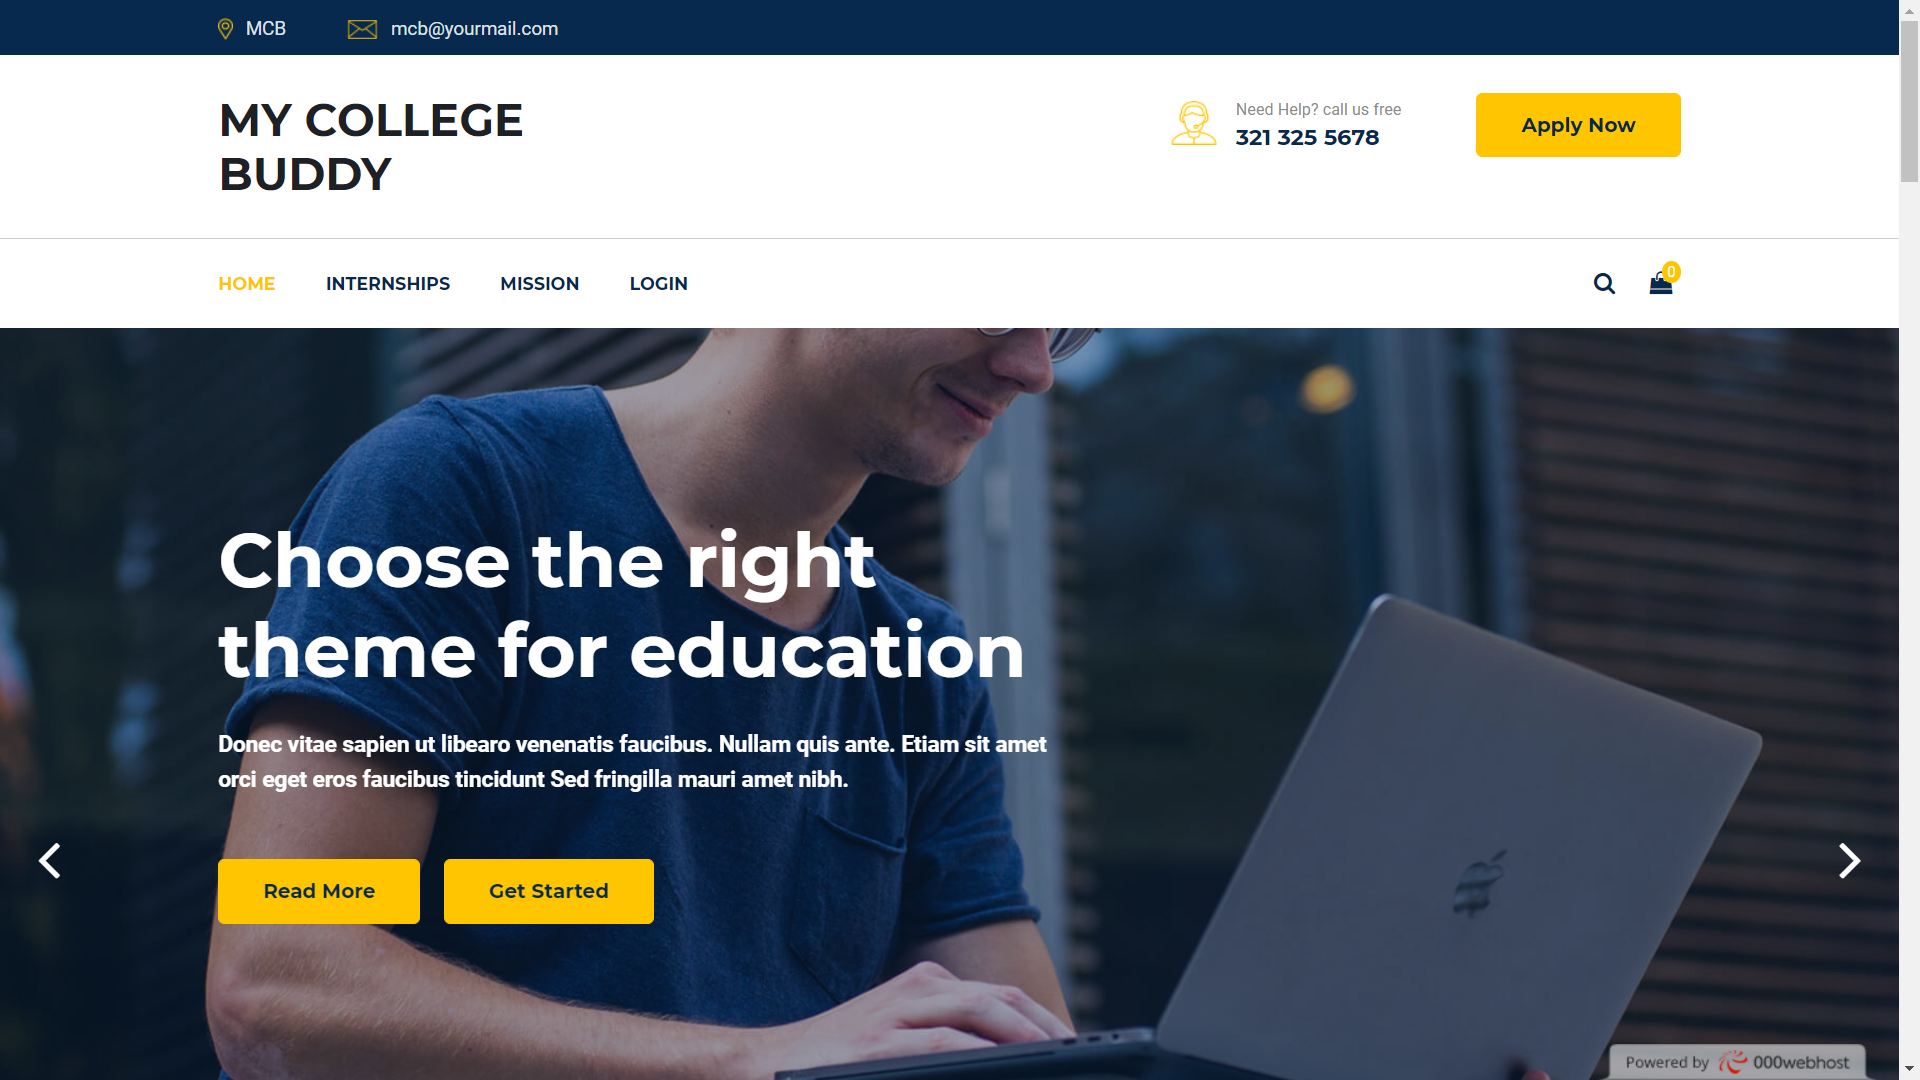 MCB
mcb@yourmail.com
MY COLLEGE
BUDDY
Need Help? call us free
321 325 5678
Apply Now
HOME
INTERNSHIPS
MISSION
LOGIN
0
Choose the right
theme for education
Donec vitae sapien ut libearo venenatis faucibus. Nullam quis ante. Etiam sit amet
orci eget eros faucibus tincidunt Sed fringilla mauri amet nibh.
Read More
Get Started
Powered by 000webhost